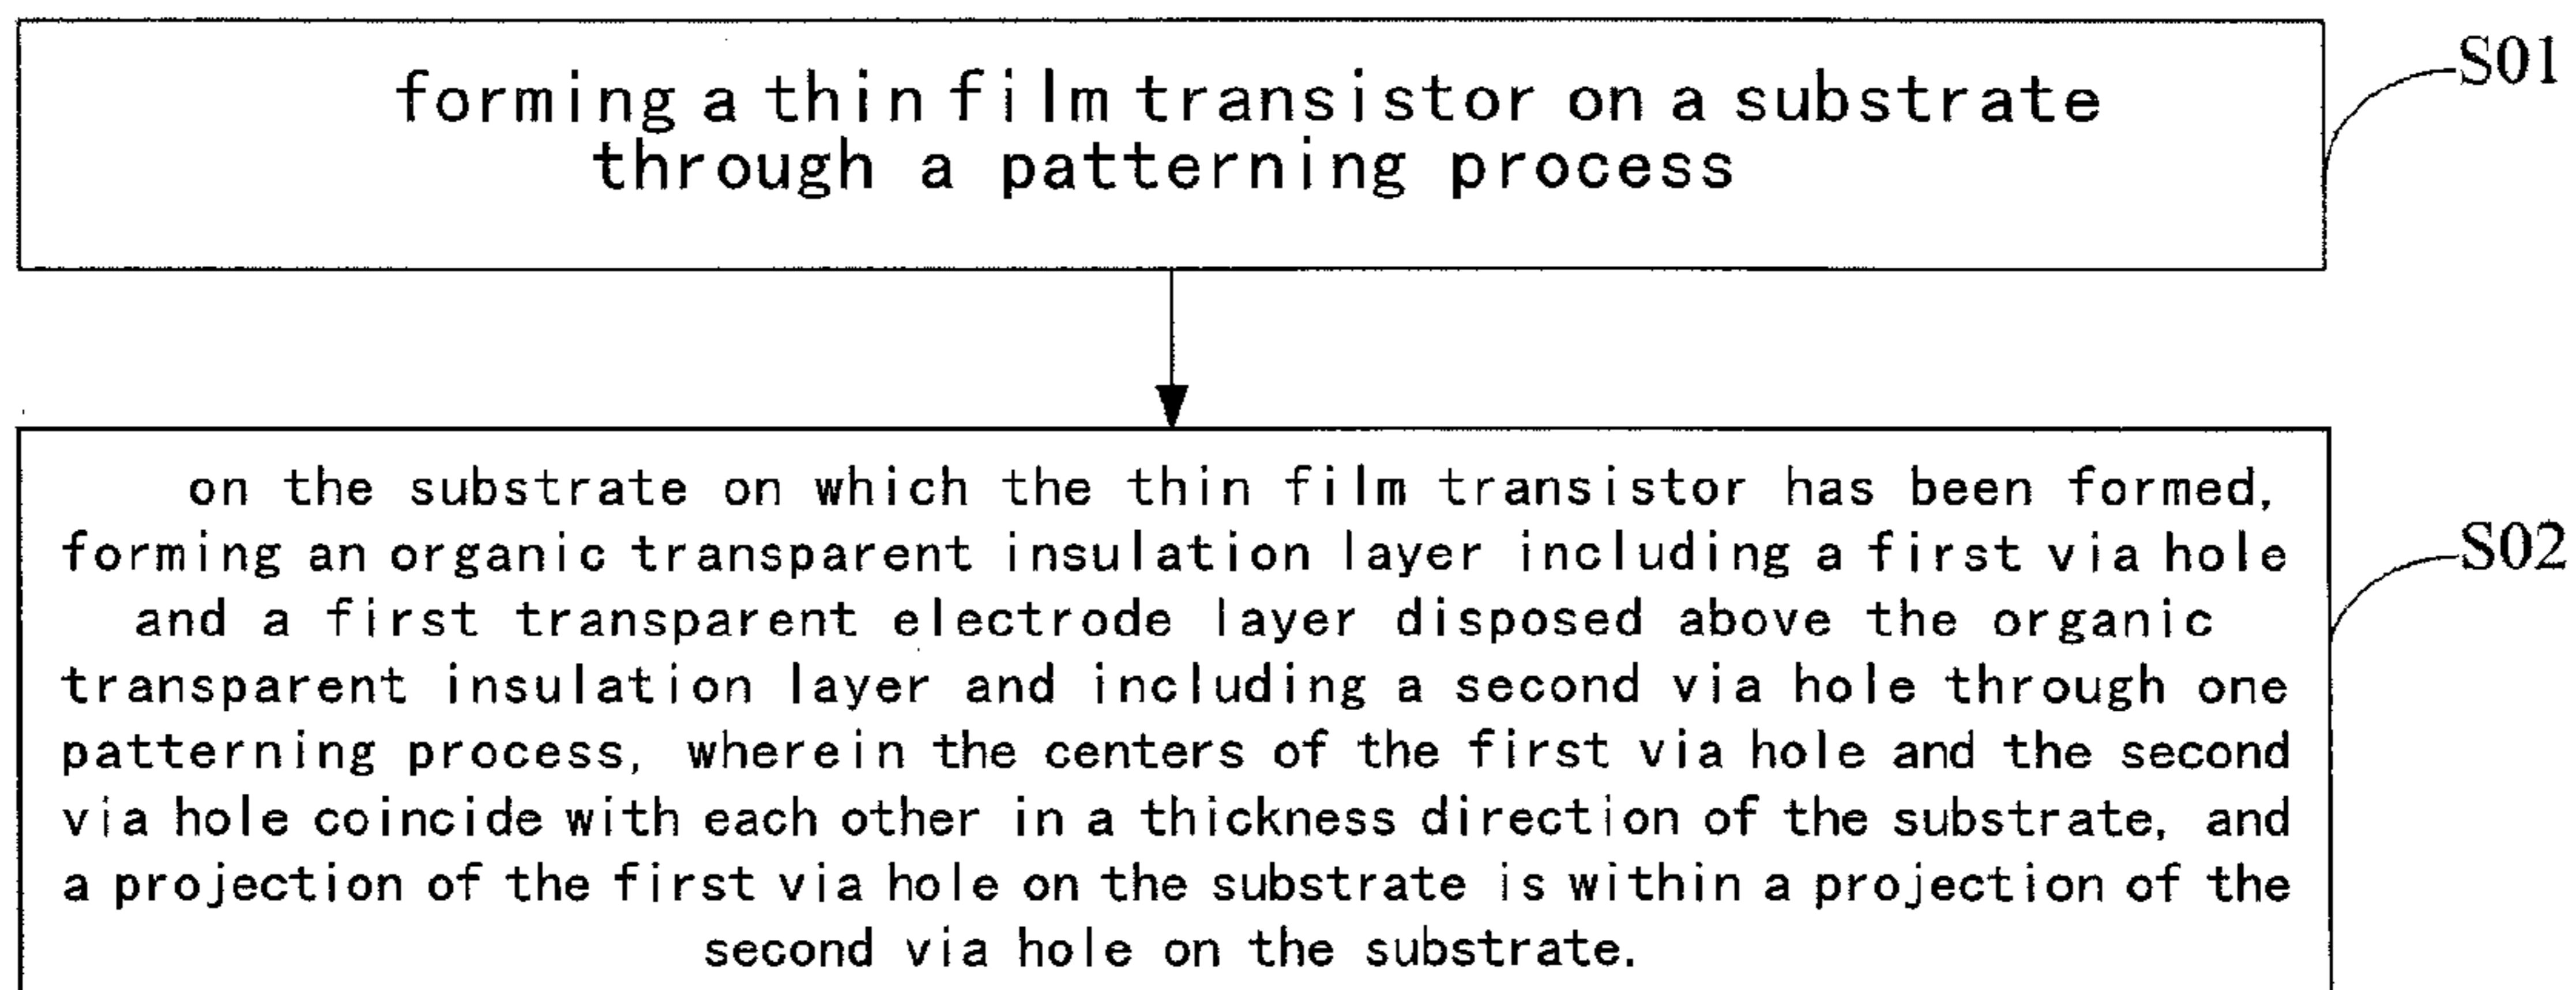 forming a thin film transistor on a substrate
through a patterning process
S01
on the substrate on which the thin film transistor has been formed,
forming an organic transparent insulation layer including a first via hole
and a first transparent electrode layer disposed above the organic
transparent insulation layer and including a second via hole through one
patterning process, wherein the centers of the first via hole and the second
via hole coincide with each other in a thickness direction of the substrate, and
a projection of the first via hole on the substrate is within a projection of the
second via hole on the substrate.
S02